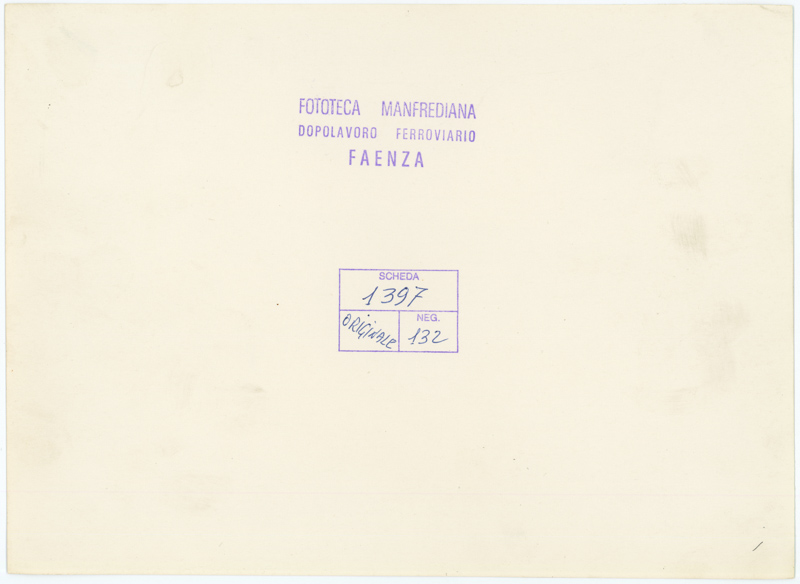 FOTOTECA MANFREDIANA
DOPOLAVORO FERROVIARIO
FAENZA
SCHEDA
1397
ORIGINALE
NEG.
132